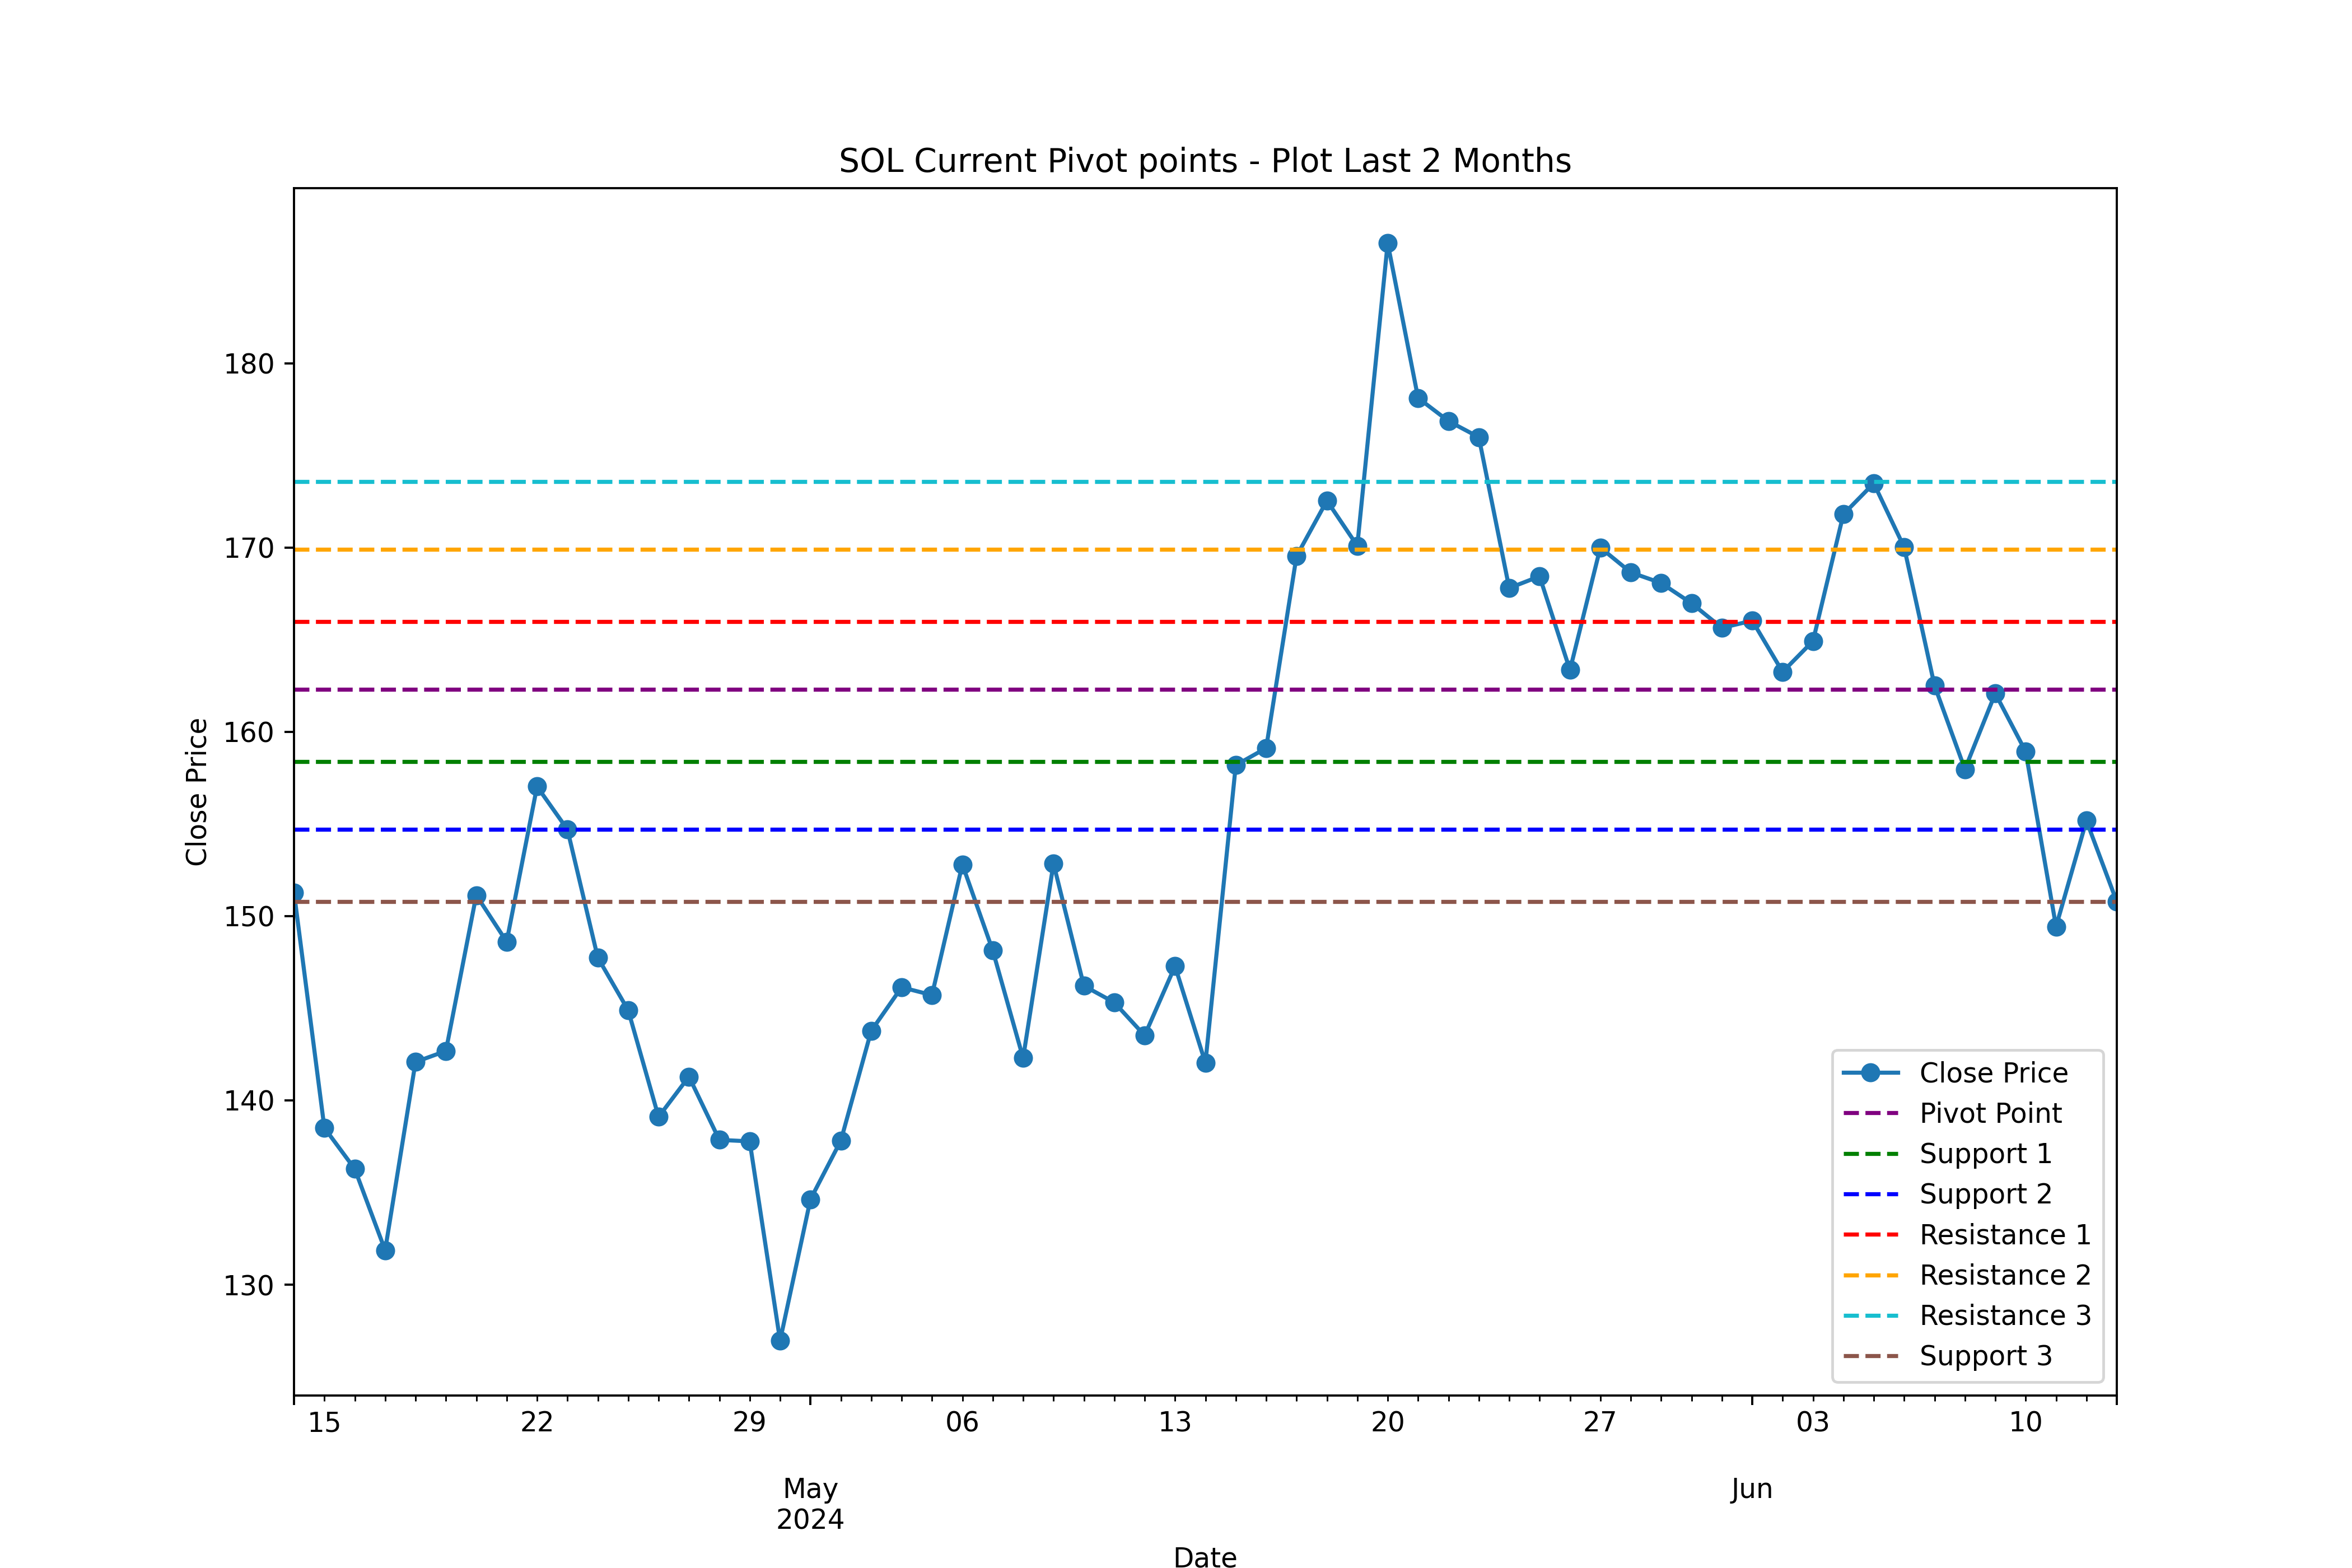 SOL Current Pivot points - Plot Last 2 Months
180
170
160
150
140
130
Close Price
Close Price
Pivot Point
Support 1
Support 2
Resistance 1
Resistance 2
Resistance 3
Support 3
15 22 29 06 13 20 27 03 10
May Jun
2024
Date